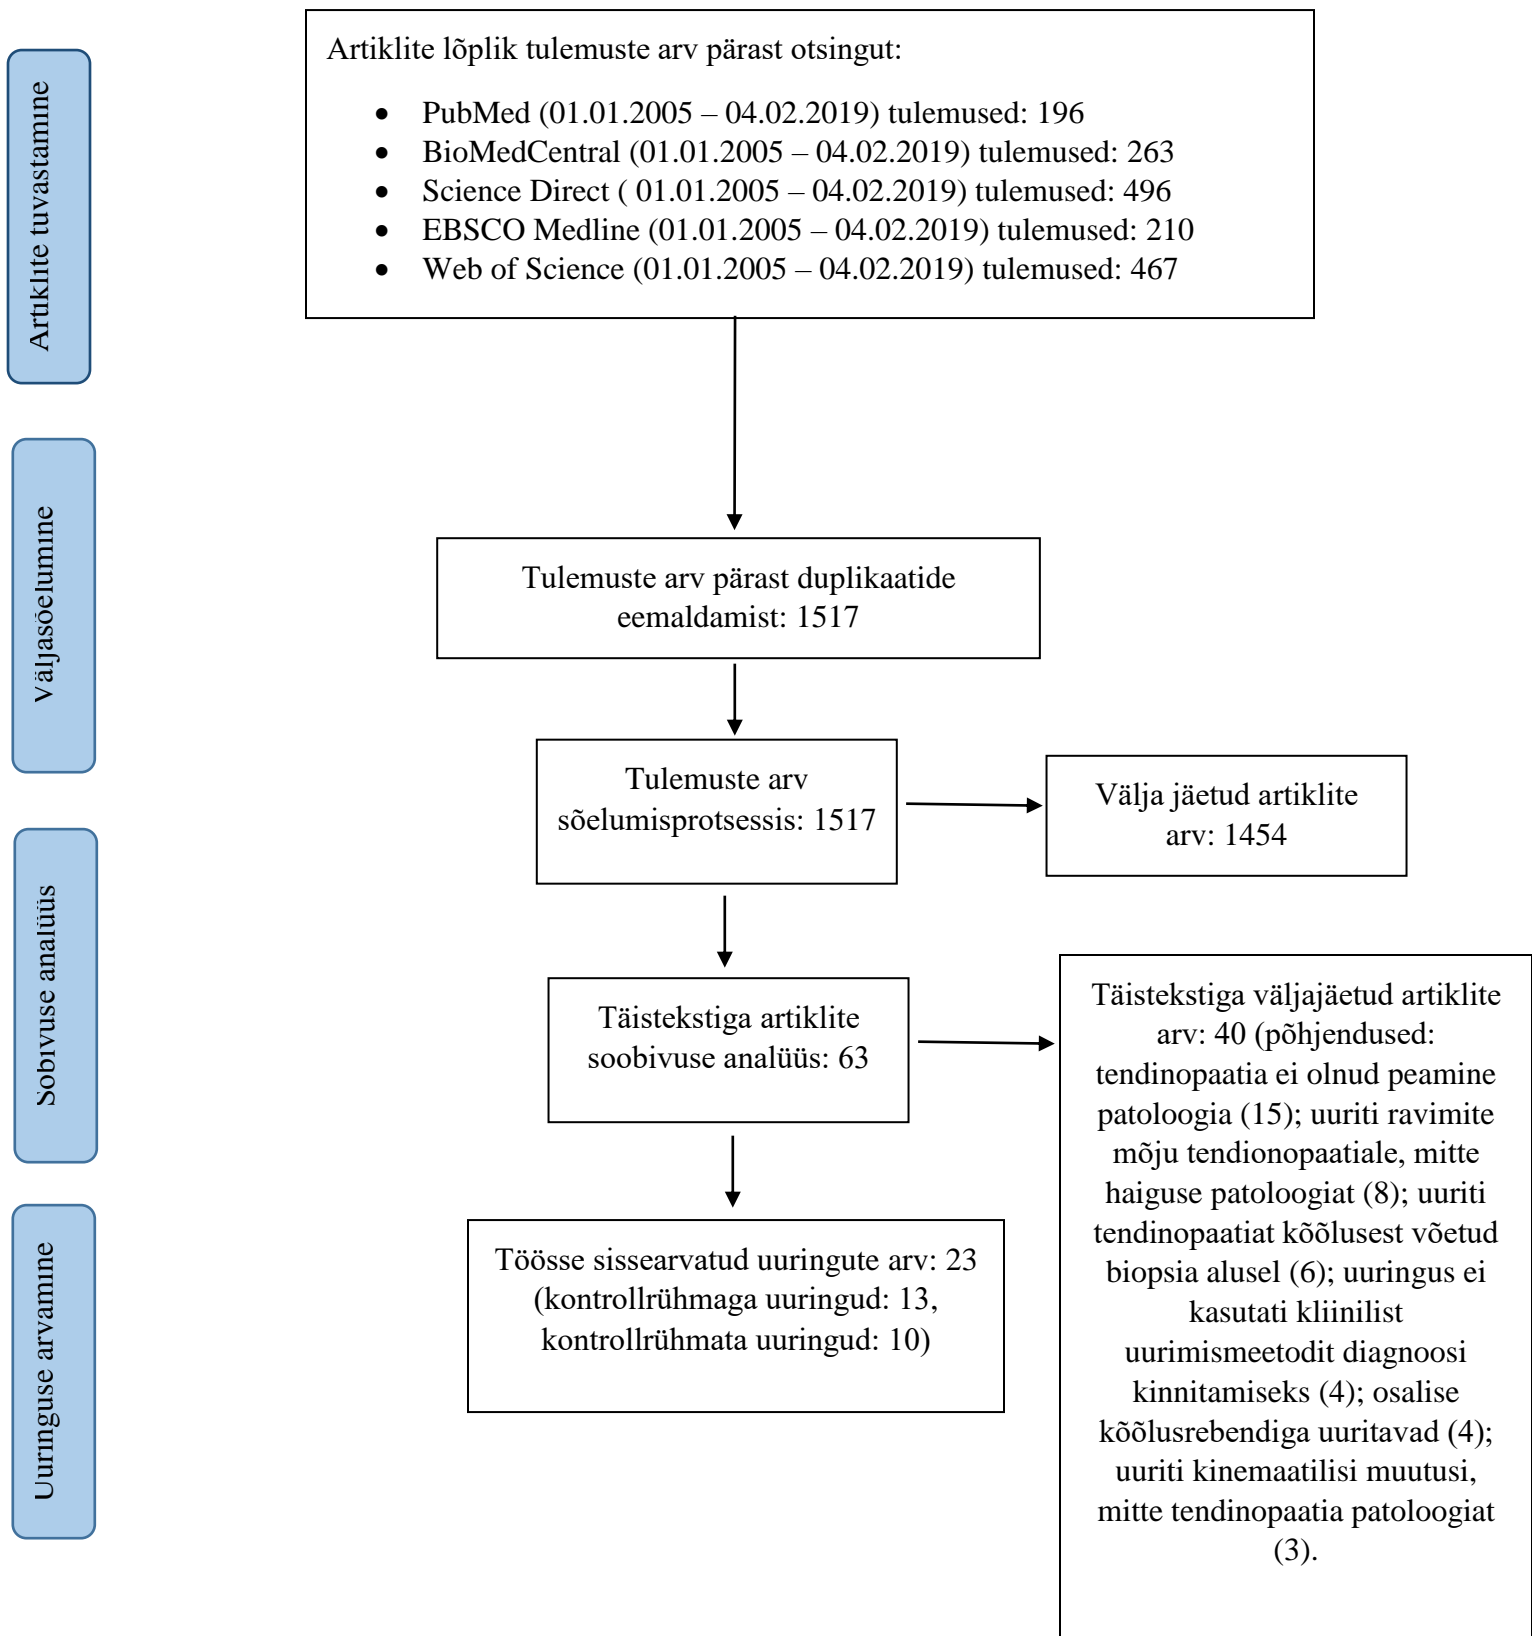 Artiklite tuvastamine
Artiklite lõplik tulemuste arv pärast otsingut:
• PubMed (01.01.2005 – 04.02.2019) tulemused: 196
• BioMedCentral (01.01.2005 – 04.02.2019) tulemused: 263
• Science Direct ( 01.01.2005 – 04.02.2019) tulemused: 496
• EBSCO Medline (01.01.2005 – 04.02.2019) tulemused: 210
• Web of Science (01.01.2005 – 04.02.2019) tulemused: 467
Väljasõelumine
Tulemuste arv pärast duplikaatide
eemaldamist: 1517
Tulemuste arv
sõelumisprotsessis: 1517
Välja jäetud artiklite
arv: 1454
Sobivuse analüüs
Täistekstiga artiklite
soobivuse analüüs: 63
Täistekstiga väljajäetud artiklite
arv: 40 (põhjendused:
tendinopaatia ei olnud peamine
patoloogia (15); uuriti ravimite
mõju tendionopaatiale, mitte
haiguse patoloogiat (8); uuriti
tendinopaatiat kõõlusest võetud
biopsia alusel (6); uuringus ei
kasutati kliinilist
uurimismeetodit diagnoosi
kinnitamiseks (4); osalise
kõõlusrebendiga uuritavad (4);
uuriti kinemaatilisi muutusi,
mitte tendinopaatia patoloogiat
(3).
Uuringuse arvamine
Töösse sissearvatud uuringute arv: 23
(kontrollrühmaga uuringud: 13,
kontrollrühmata uuringud: 10)